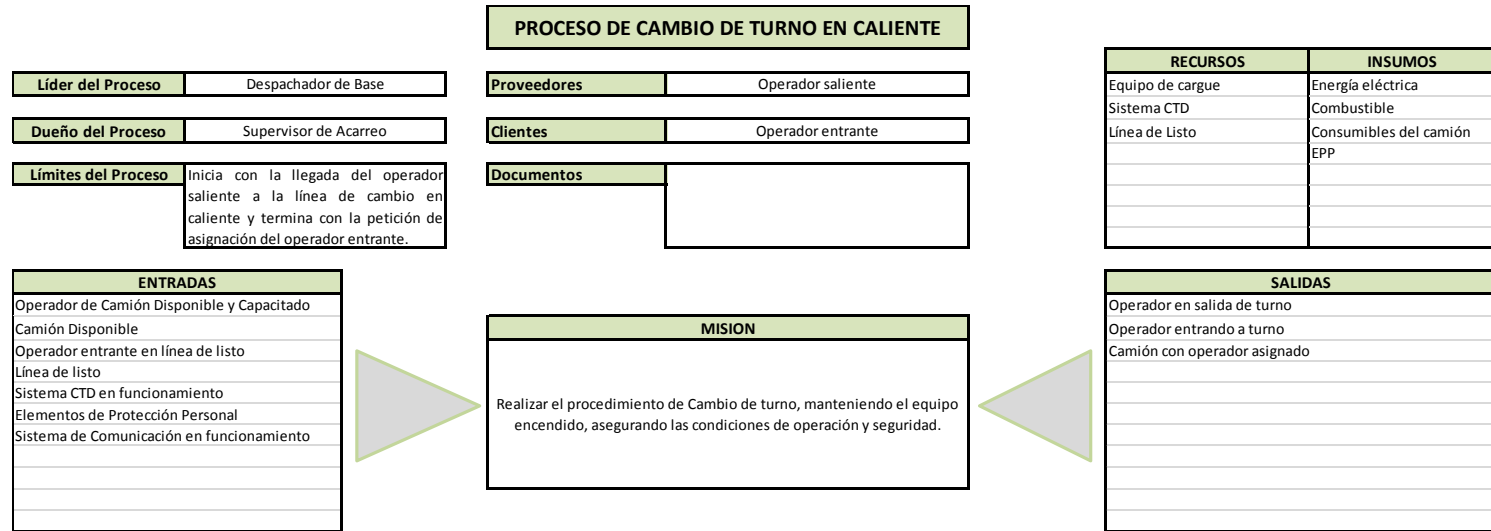 PROCESO DE CAMBIO DE TURNO EN CALIENTE
Líder del Proceso Despachador de Base
Proveedores Operador saliente
Dueño del Proceso Supervisor de Acarreo
Clientes Operador entrante
Límites del Proceso
Inicia con la llegada del operador
saliente a la línea de cambio en
caliente y termina con la petición de
asignación del operador entrante.
Documentos
RECURSOS INSUMOS
Equipo de cargue Energía eléctrica
Sistema CTD Combustible
Línea de Listo Consumibles del camión
EPP
ENTRADAS
Operador de Camión Disponible y Capacitado
Camión Disponible
Operador entrante en línea de listo
Línea de listo
Sistema CTD en funcionamiento
Elementos de Protección Personal
Sistema de Comunicación en funcionamiento
MISION
Realizar el procedimiento de Cambio de turno, manteniendo el equipo
encendido, asegurando las condiciones de operación y seguridad.
SALIDAS
Operador en salida de turno
Operador entrando a turno
Camión con operador asignado